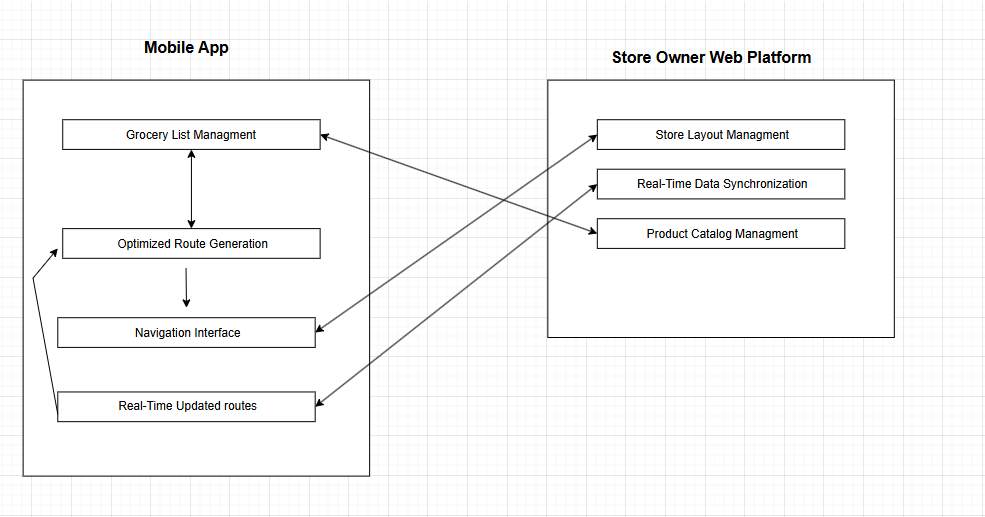 Mobile App
Grocery List Managment
Optimized Route Generation
Navigation Interface
Real-Time Updated routes
Store Owner Web Platform
Store Layout Managment
Real-Time Data Synchronization
Product Catalog Managment